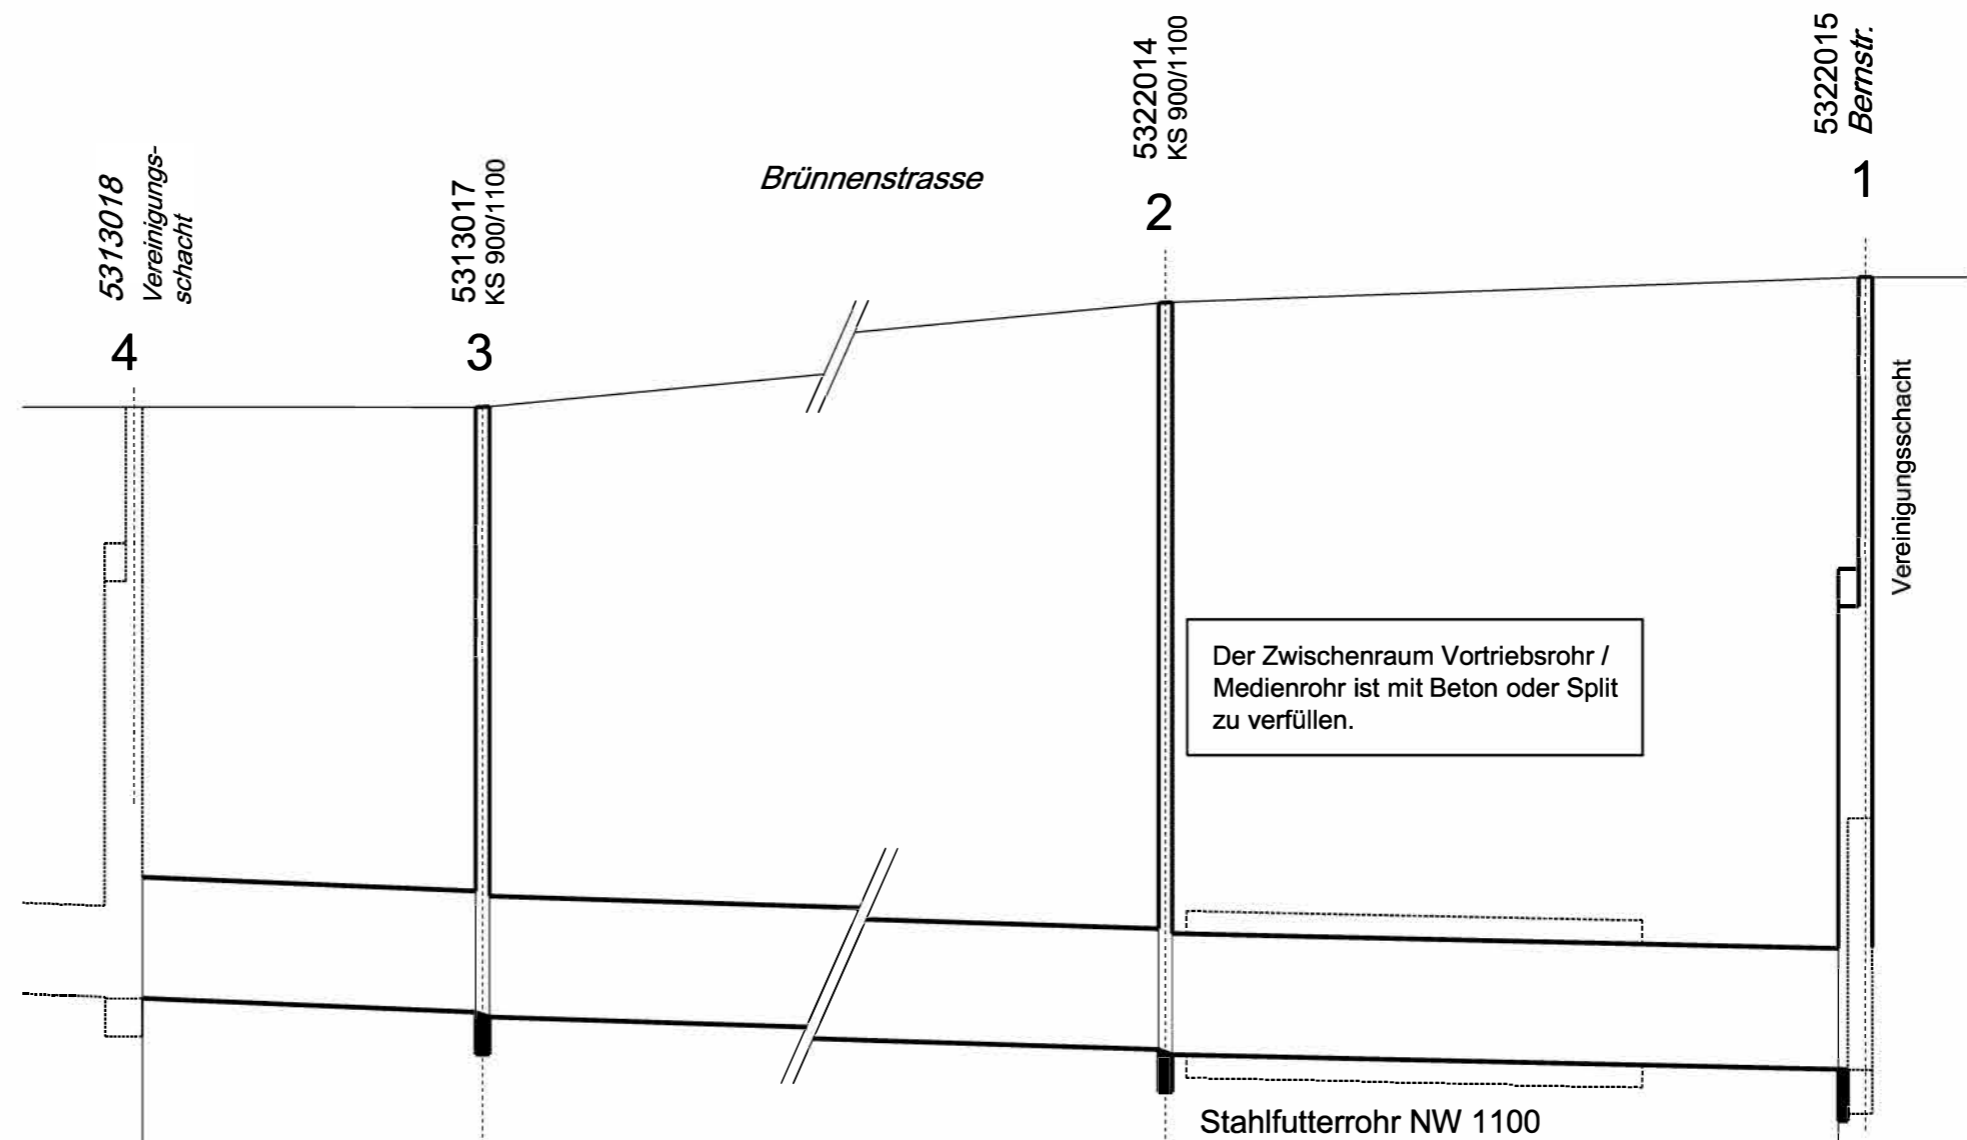 5313018
Vereinigungs-
schacht
4
5313017
KS 900/1100
3
Brünnenstrasse
5322014
KS 900/1100
2
5322015
Bernstr.
1
Vereinigungsschacht
Der Zwischenraum Vortriebsrohr /
Medienrohr ist mit Beton oder Split
zu verfüllen.
Stahlfutterrohr NW 1100